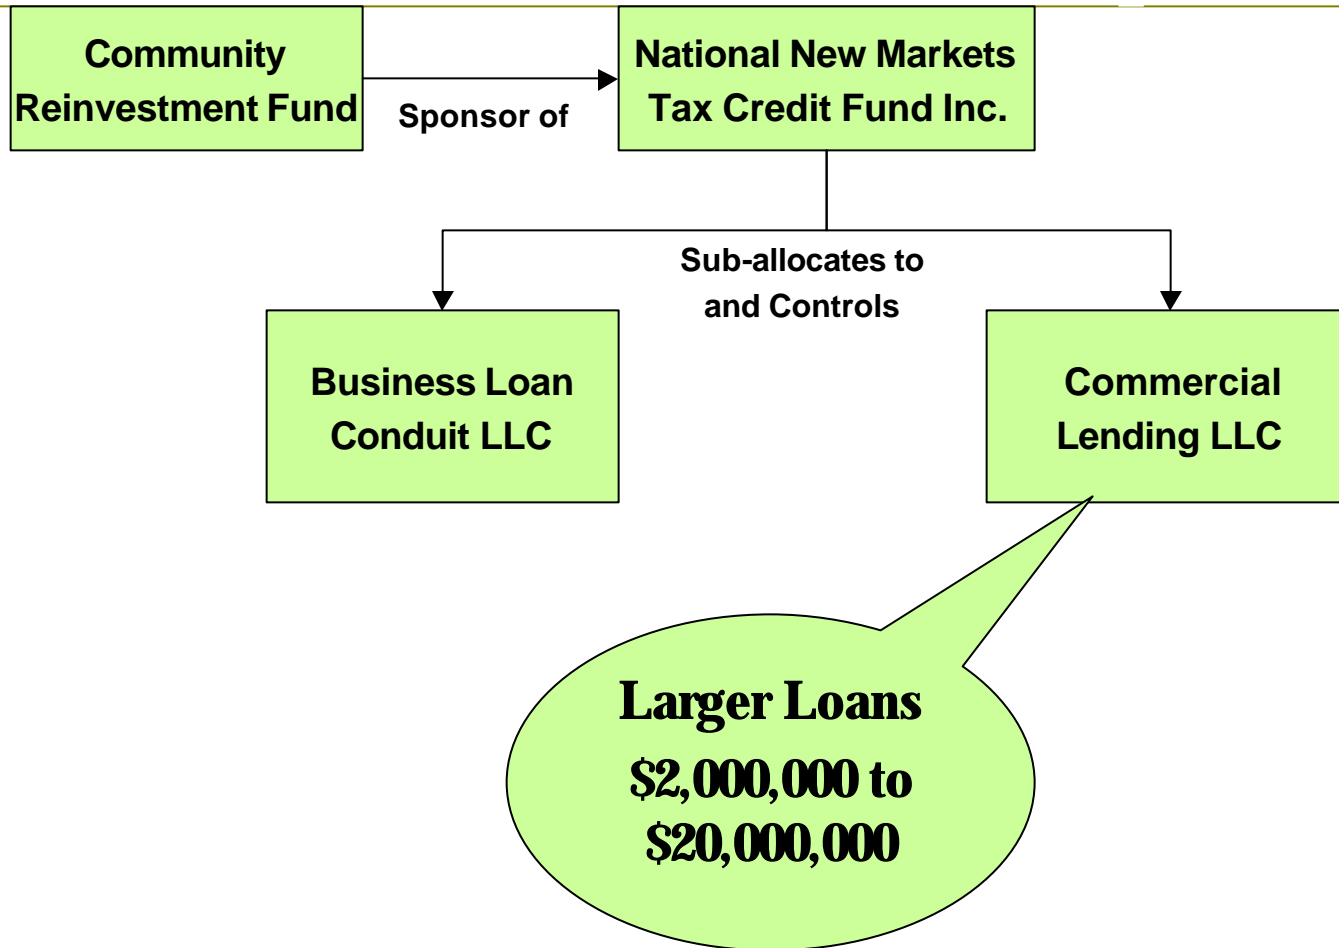 Community
Reinvestment Fund
Sponsor of
National New Markets
Tax Credit Fund Inc.
Sub-allocates to
and Controls
Business Loan
Conduit LLC
Commercial
Lending LLC
Larger Loans
$2,000,000 to
$20,000,000